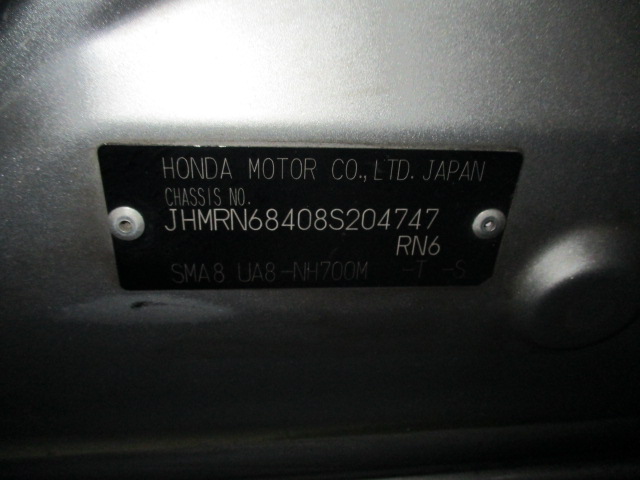 HONDA MOTOR CO.,LTD. JAPAN
CHASSIS NO.
JHMRN68408S204747
RN6
SMA8 UA8-NH700M -T -S